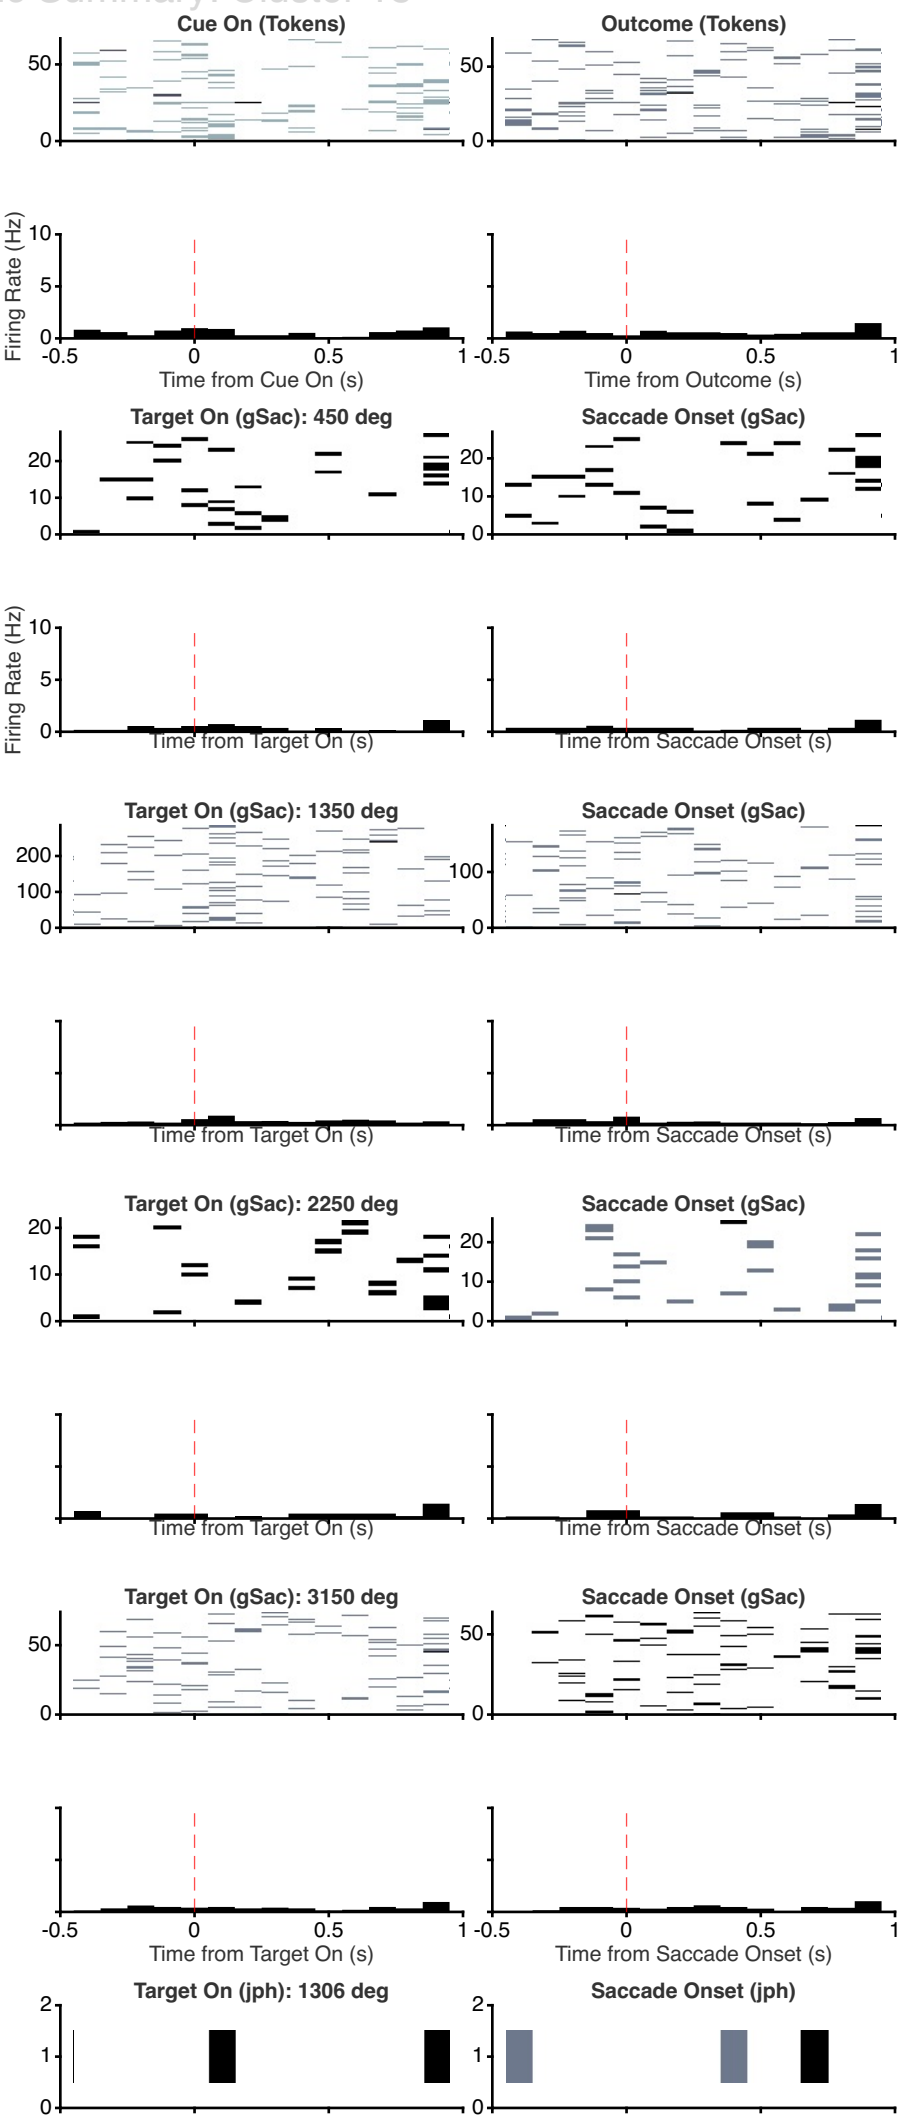 Summary: Cluster
Cue On (Tokens) Outcome (Tokens)
50 50
0 0
Firing Rate (Hz)
10
5
0
-0.5 0 0.5 1 -0.5 0 0.5 1
Time from Cue On (s) Time from Outcome (s)
Target On (gSac): 450 deg Saccade Onset (gSac)
20 20
10 10
0 0
Firing Rate (Hz)
10
5
0
Time from Target On (s) Time from Saccade Onset (s)
Target On (gSac): 1350 deg Saccade Onset (gSac)
200
100 100
0 0
Time from Target On (s) Time from Saccade Onset (s)
Target On (gSac): 2250 deg Saccade Onset (gSac)
20 20
10 10
0 0
Time from Target On (s) Time from Saccade Onset (s)
Target On (gSac): 3150 deg Saccade Onset (gSac)
50 50
0 0
-0.5 0 0.5 1 -0.5 0 0.5 1
Time from Target On (s) Time from Saccade Onset (s)
Target On (jph): 1306 deg Saccade Onset (jph)
2 2
1 1
0 0